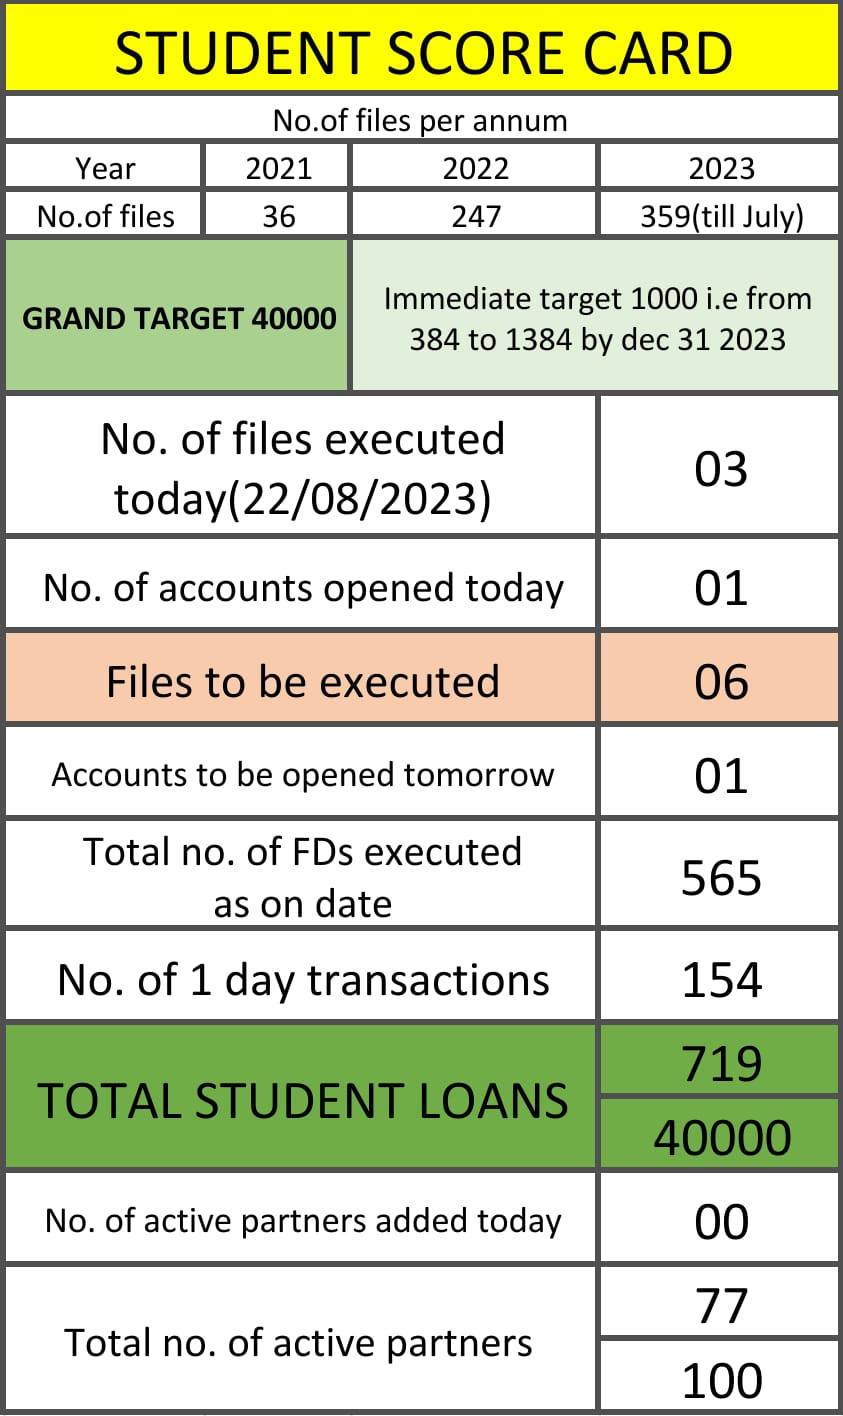 STUDENT SCORE CARD
No.of files per annum
Year 2021 2022 2023
No.of files 36 247 359(till July)
GRAND TARGET 40000
Immediate target 1000 i.e from
384 to 1384 by dec 31 2023
No. of files executed
today(22/08/2023)
03
No. of accounts opened today 01
Files to be executed 06
Accounts to be opened tomorrow 01
Total no. of FDs executed
as on date
565
No. of 1 day transactions 154
TOTAL STUDENT LOANS
719
40000
No. of active partners added today 00
Total no. of active partners
77
100